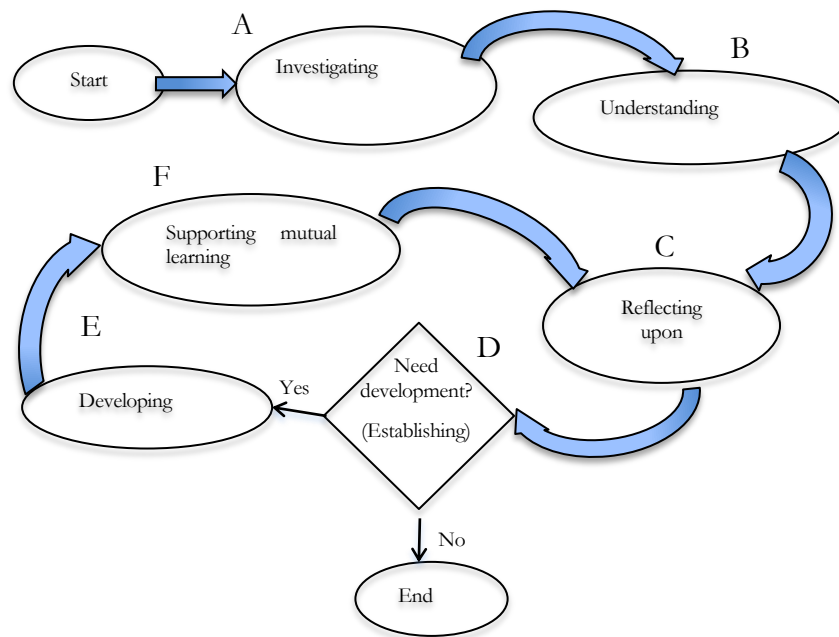 A
Start
Investigating
B
Understanding
F
Supporting mutual
learning
C
Reflecting
upon
E
D
Need
development?
(Establishing)
Yes
Developing
No
End